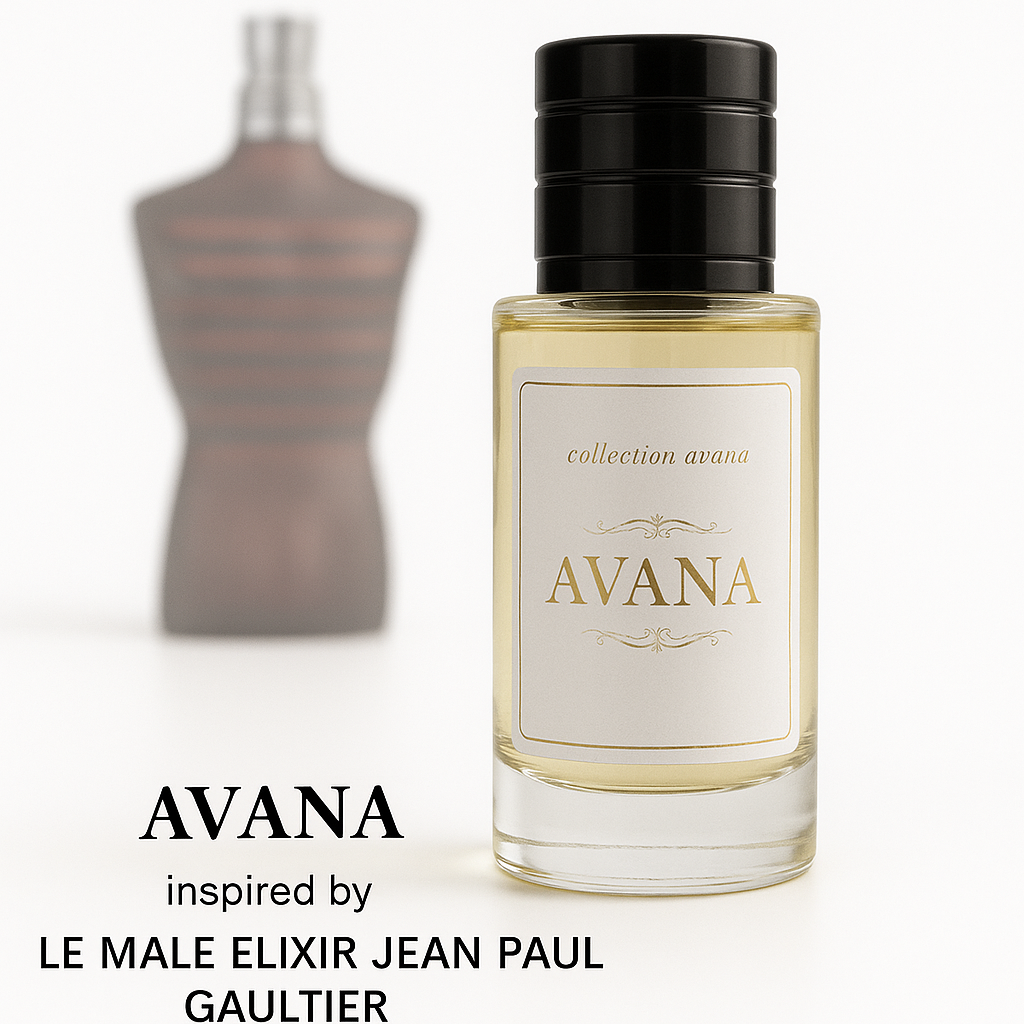 collection avana
AVANA
AVANA
inspired by
LE MALE ELIXIR JEAN PAUL
GAULTIER